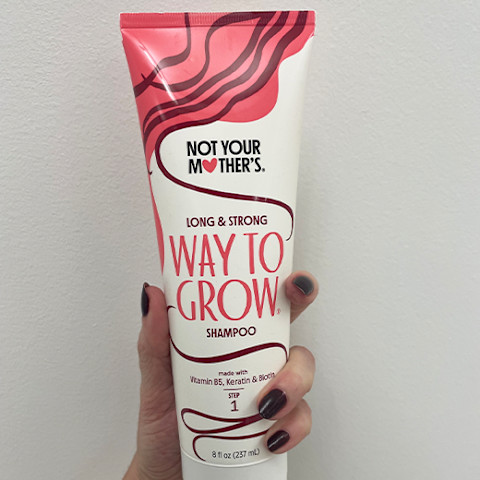 NOT YOUR
MOTHER'S®
LONG & STRONG
WAY TO
GROW®
SHAMPOO
made with
Vitamin B5, Keratin & Biotin
STEP
1
8 fl oz (237 mL)